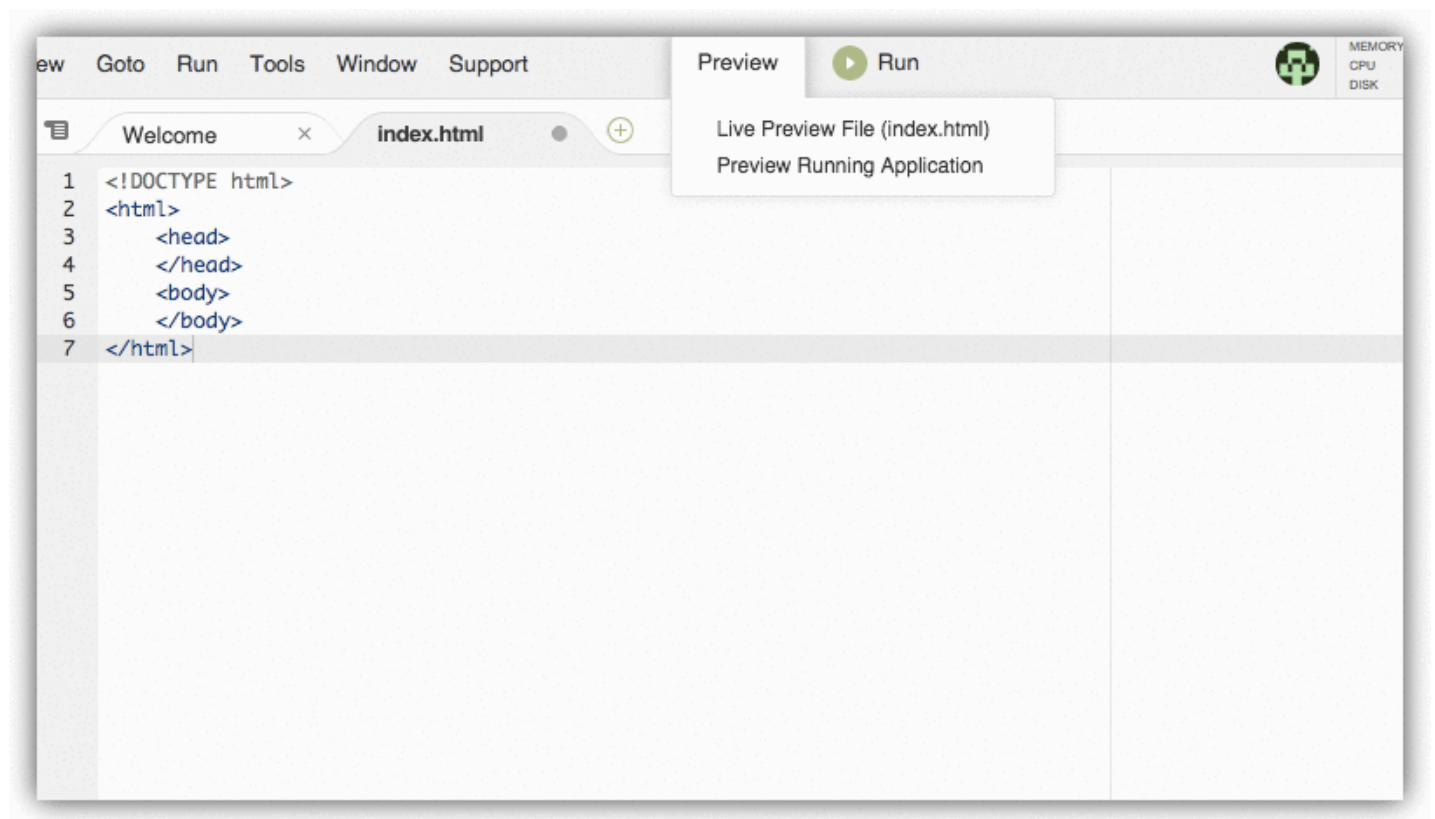 ew Goto Run Tools Window Support Preview Run
MEMORY
CPU
DISK
Welcome × index.html
Live Preview File (index.html)
Preview Running Application
1 <!DOCTYPE html>
2 <html>
3     <head>
4     </head>
5     <body>
6     </body>
7 </html>